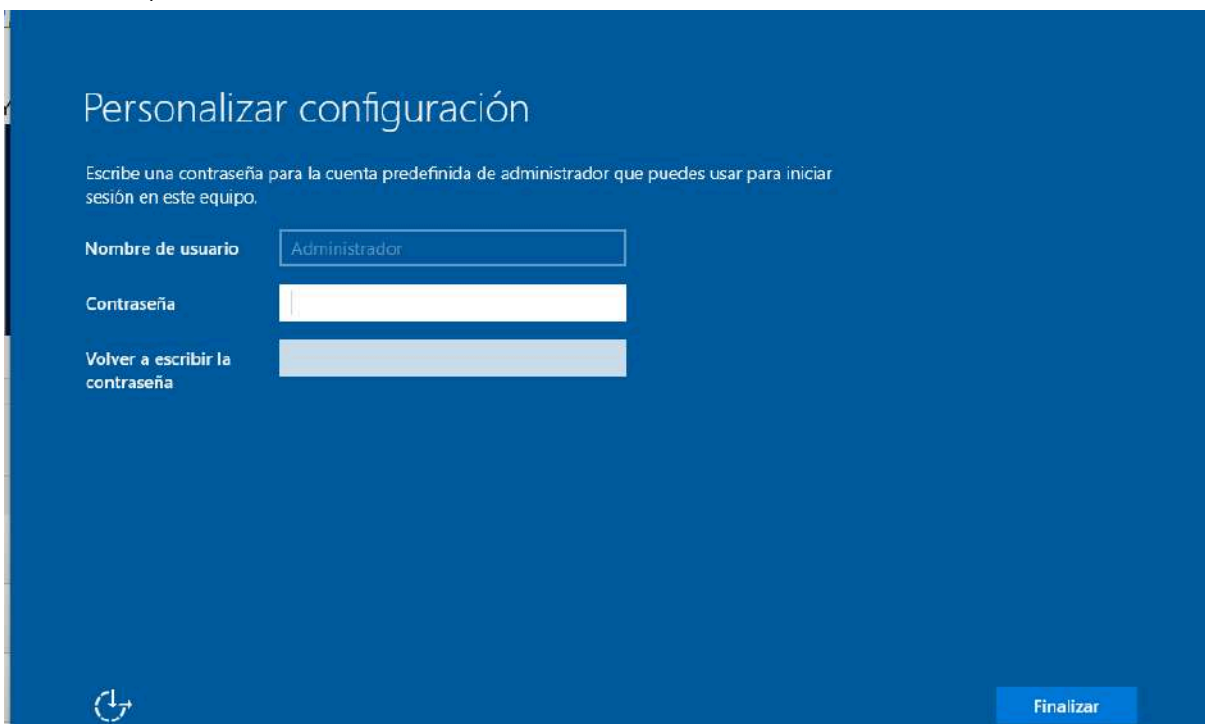 Personalizar configuración
Escribe una contraseña para la cuenta predefinida de administrador que puedes usar para iniciar
sesión en este equipo.
Nombre de usuario
Administrador
Contraseña
Volver a escribir la
contraseña
Finalizar